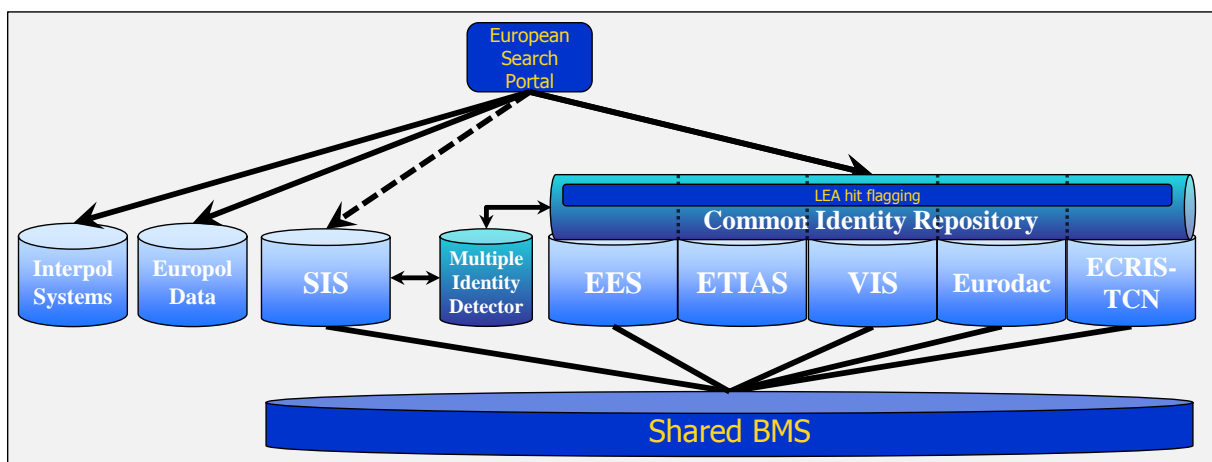 European
Search
Portal
LEA hit flagging
Common Identity Repository
Interpol
Systems
Europol
Data
SIS
Multiple
Identity
Detector
EES
ETIAS
VIS
Eurodac
ECRIS-
TCN
Shared BMS